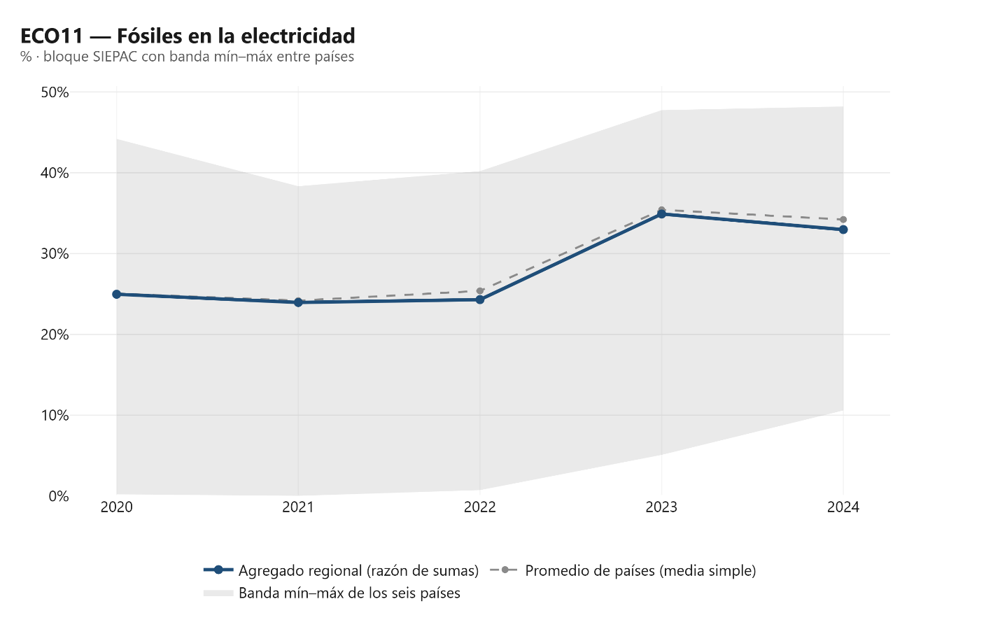 ECO11 — Fósiles en la electricidad
% · bloque SIEPAC con banda mín–máx entre países
50%
40%
30%
20%
10%
0%
2020 2021 2022 2023 2024
Agregado regional (razón de sumas) Promedio de países (media simple)
Banda mín–máx de los seis países